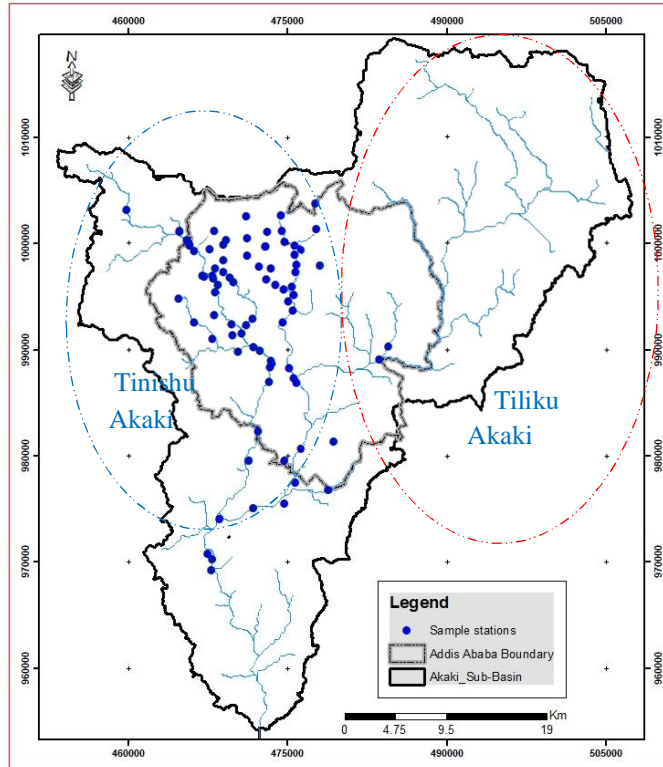 460000 475000 490000 505000
N
1010000 1010000
1000000 1000000
990000 990000
Tinishu
Akaki
Tiliku
Akaki
980000 980000
970000 970000
Legend
Sample stations
Addis Ababa Boundary
Akaki_Sub-Basin
960000 960000
Km
0 4.75 9.5 19
460000 475000 490000 505000